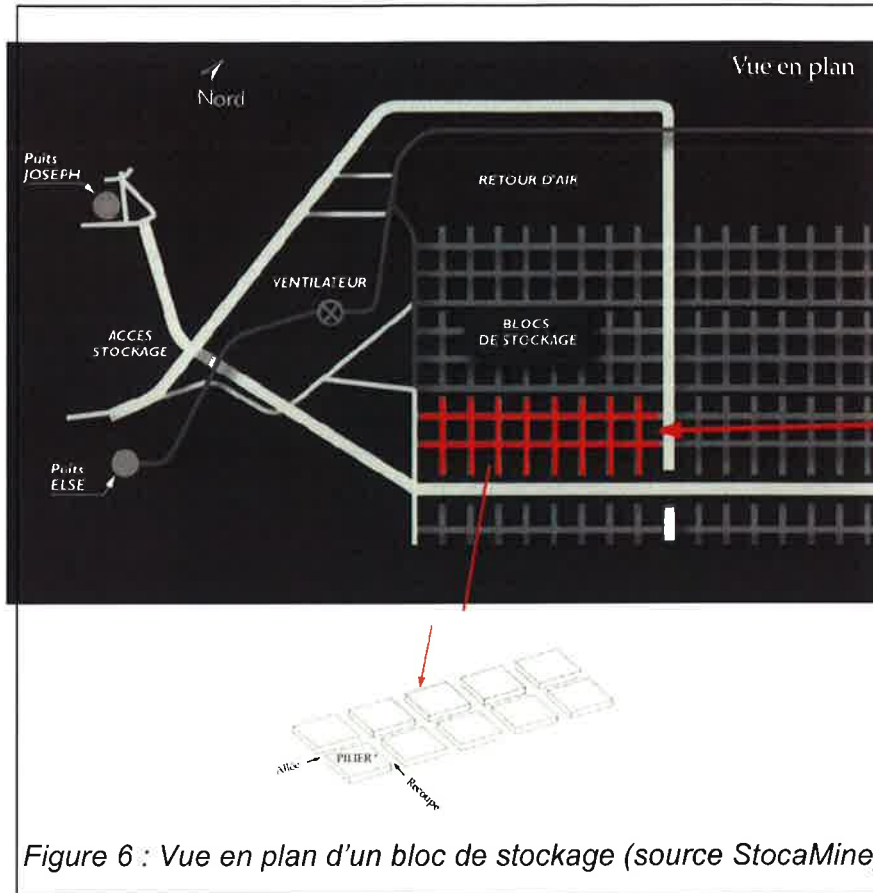 Vue en plan
Nord
Puits
JOSEPH
RETOUR D'AIR
VENTILATEUR
ACCES
STOCKAGE
BLOCS
DE STOCKAGE
Puits
ELSE
Allée
PILIER
Recoupe
Figure 6 : Vue en plan d'un bloc de stockage (source StocaMine